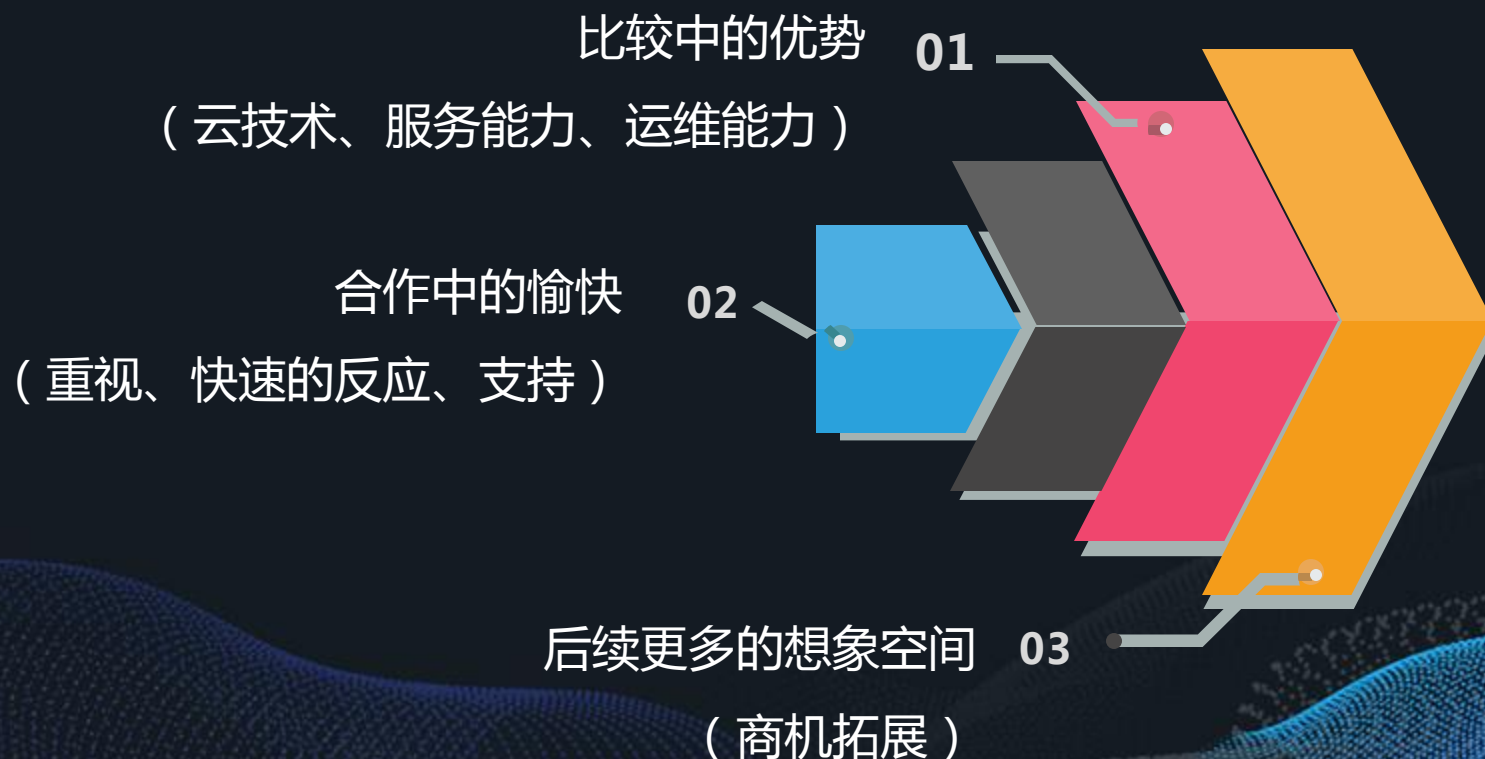 比较中的优势 01
（云技术、服务能力、运维能力）
合作中的愉快 02
（重视、快速的反应、支持）
后续更多的想象空间 03
（商机拓展）